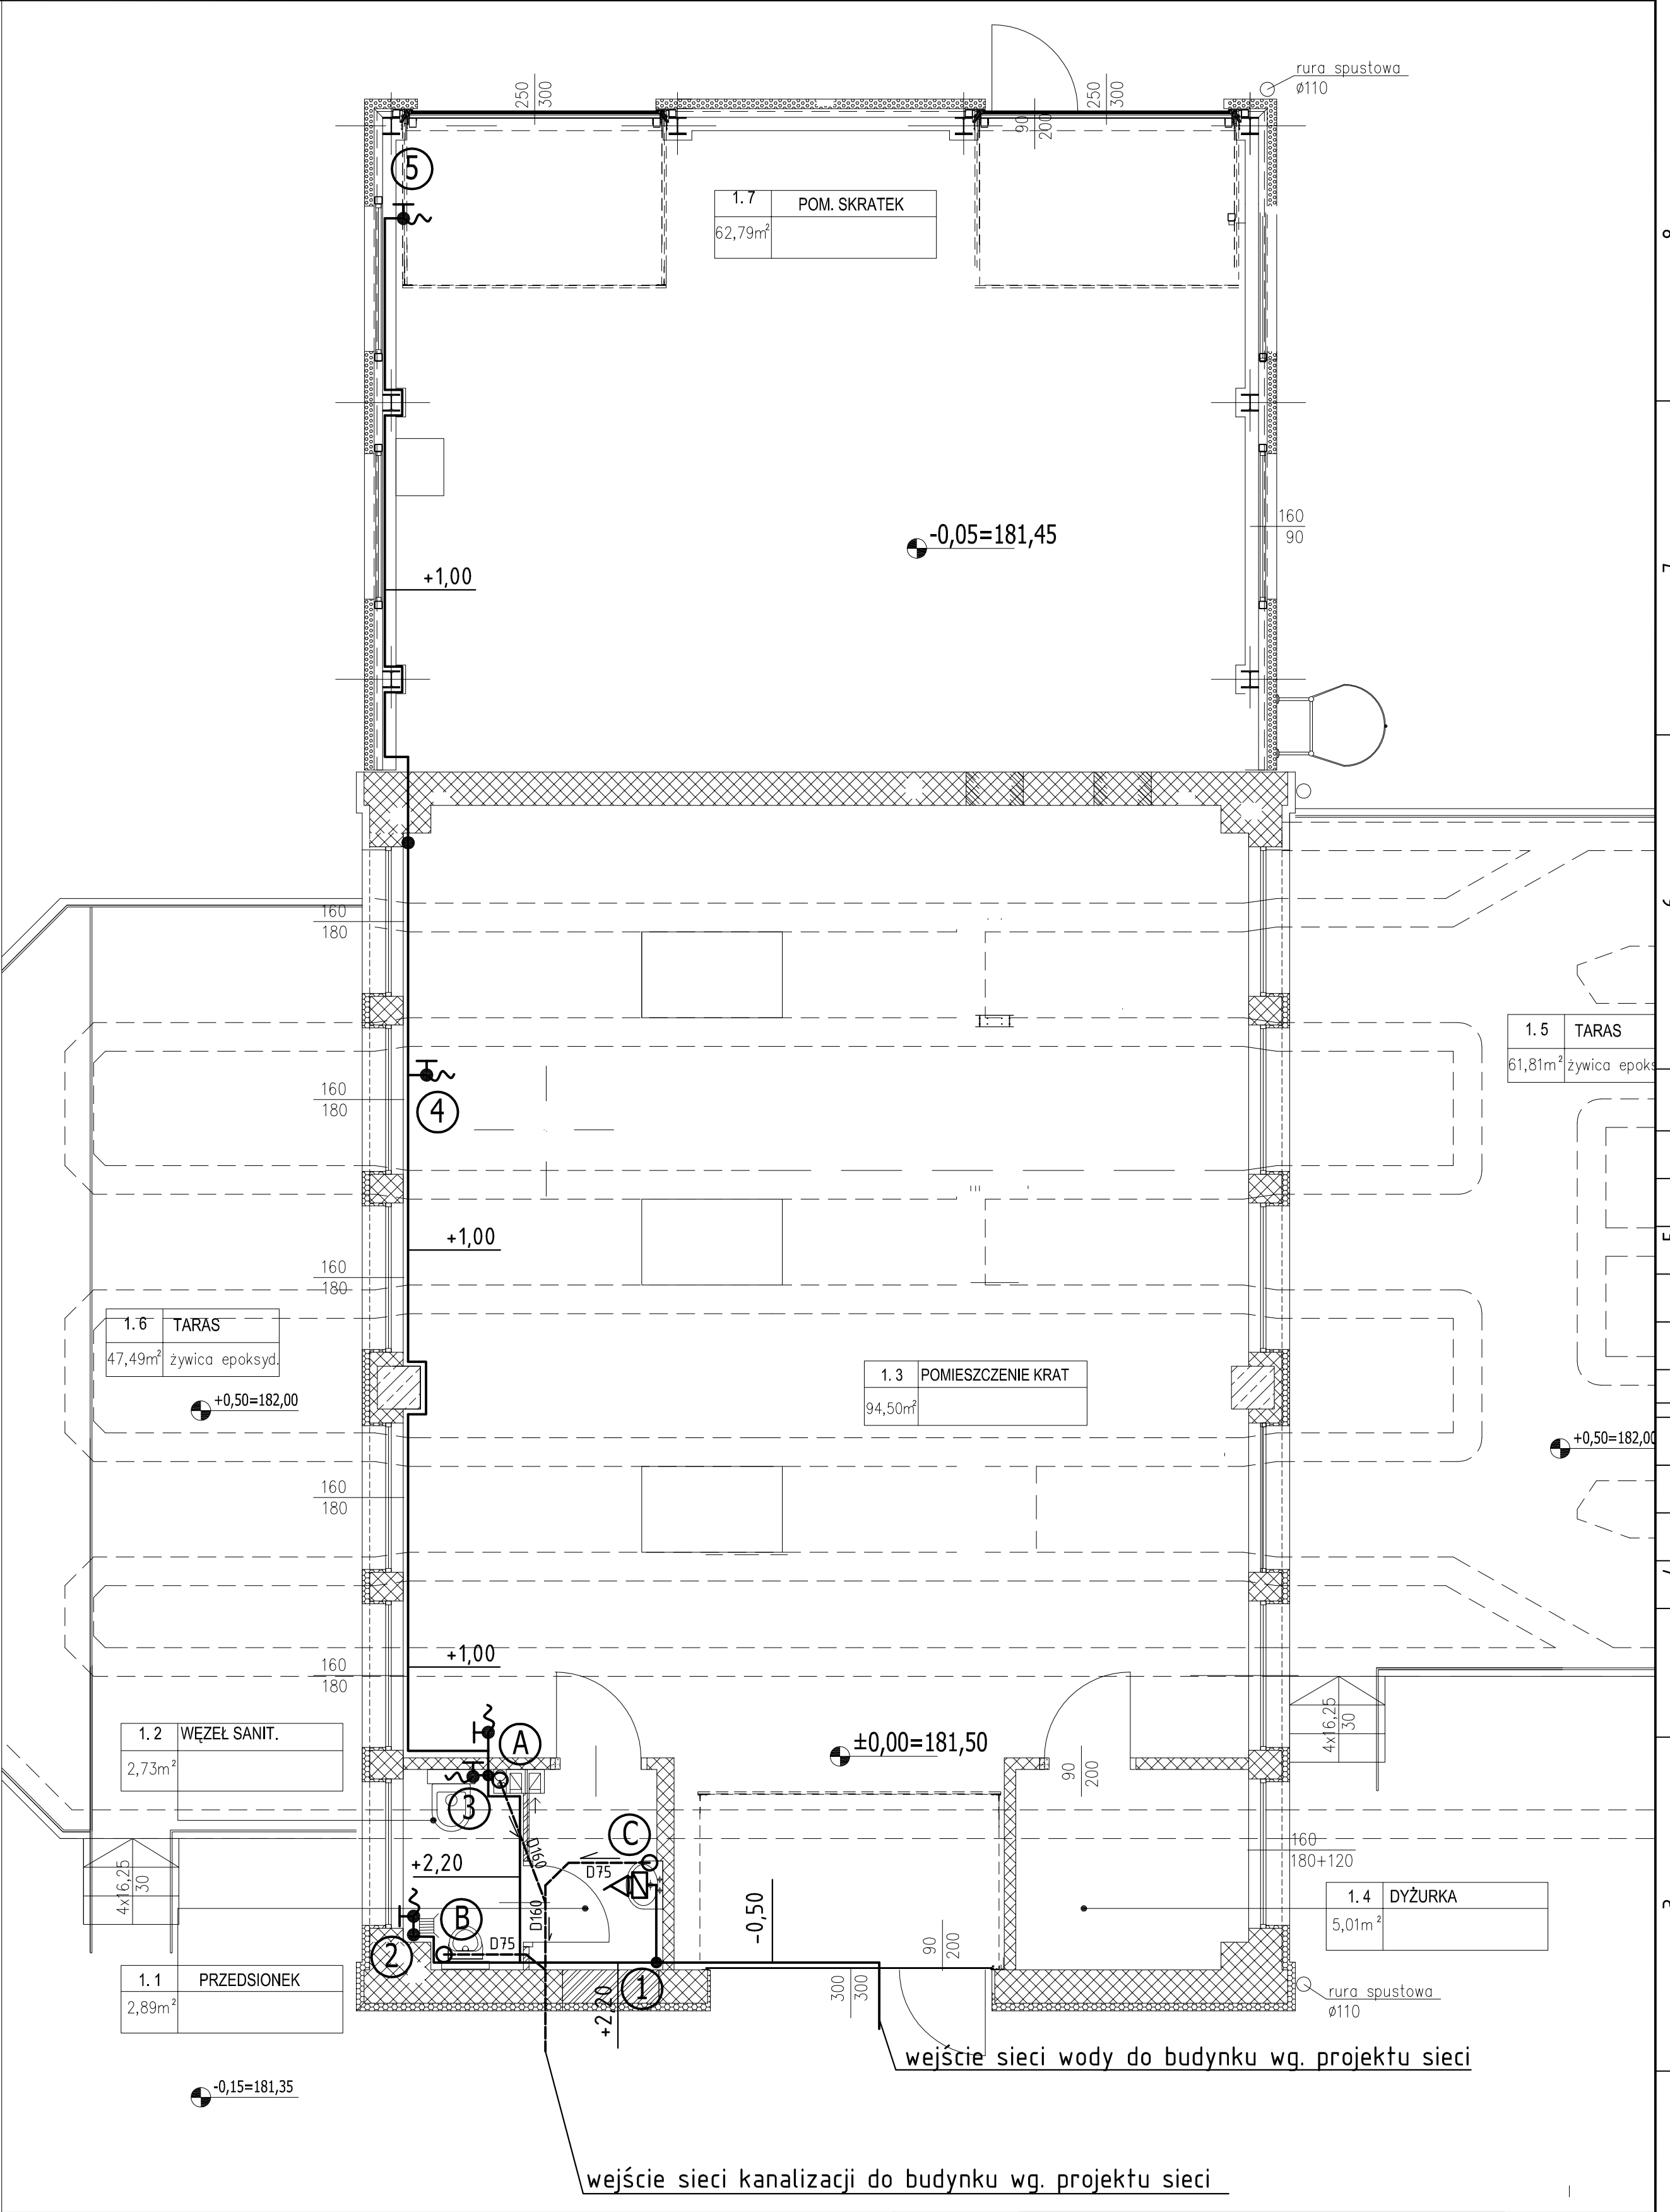 rura spustowa
ø110
250
300
250
300
90
200
5
1.7 POM. SKRATEK
62,79m²
8
-0,05=181,45
160
90
7
+1,00
160
180
1.5 TARAS
61,81m² żywica
160
180
4
+1,00
160
180
5
1.6 TARAS
47,49m² żywica epoksyd.
+0,50=182,00
1.3 POMIESZCZENIE KRAT
94,50m²
+0,50=182,00
160
180
+1,00
160
180
4x16,25
30
1.2 WĘZEŁ SANIT.
2,73m²
A
±0,00=181,50
90
200
3
C
D160
D75
+2,20
160
180+120
4x16,25
30
B
D160
D75
-0,50
90
200
1.4 DYŻURKA
5,01m²
2
1.1 PRZEDSIONEK
2,89m²
1
+2,20
300
300
rura spustowa
ø110
wejście sieci wody do budynku wg. projektu sieci
-0,15=181,35
wejście sieci kanalizacji do budynku wg. projektu sieci